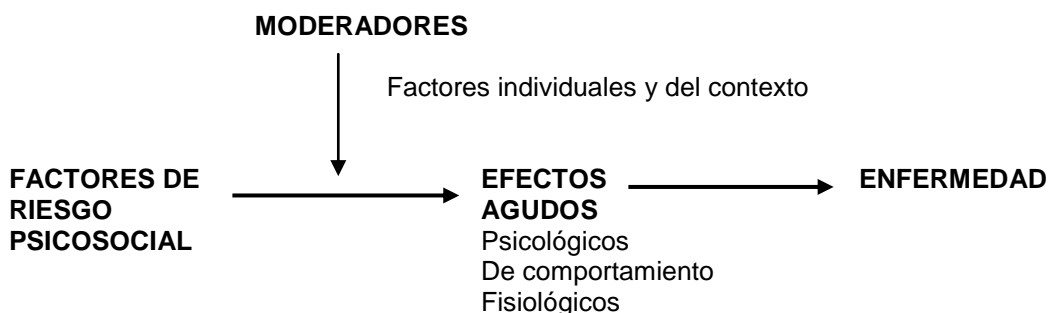 MODERADORES
Factores individuales y del contexto
FACTORES DE
RIESGO
PSICOSOCIAL
EFECTOS
AGUDOS
Psicológicos
De comportamiento
Fisiológicos
ENFERMEDAD